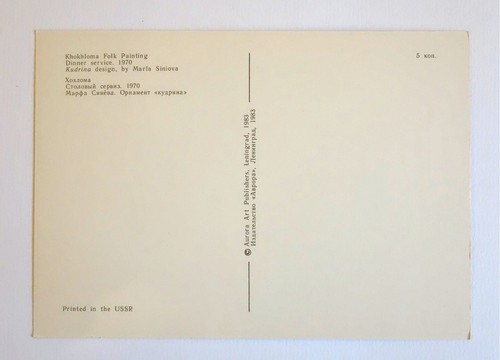 Khokhloma Folk Painting
Dinner service. 1970
Kudrina design, by Marfa Siniova
Хохлома
Столовый сервиз. 1970
Марфа Синёва. Орнамент «кудрина»
5 коп.
© Aurora Art Publishers, Leningrad, 1983
Издательство «Аврора», Ленинград, 1983
Printed in the USSR